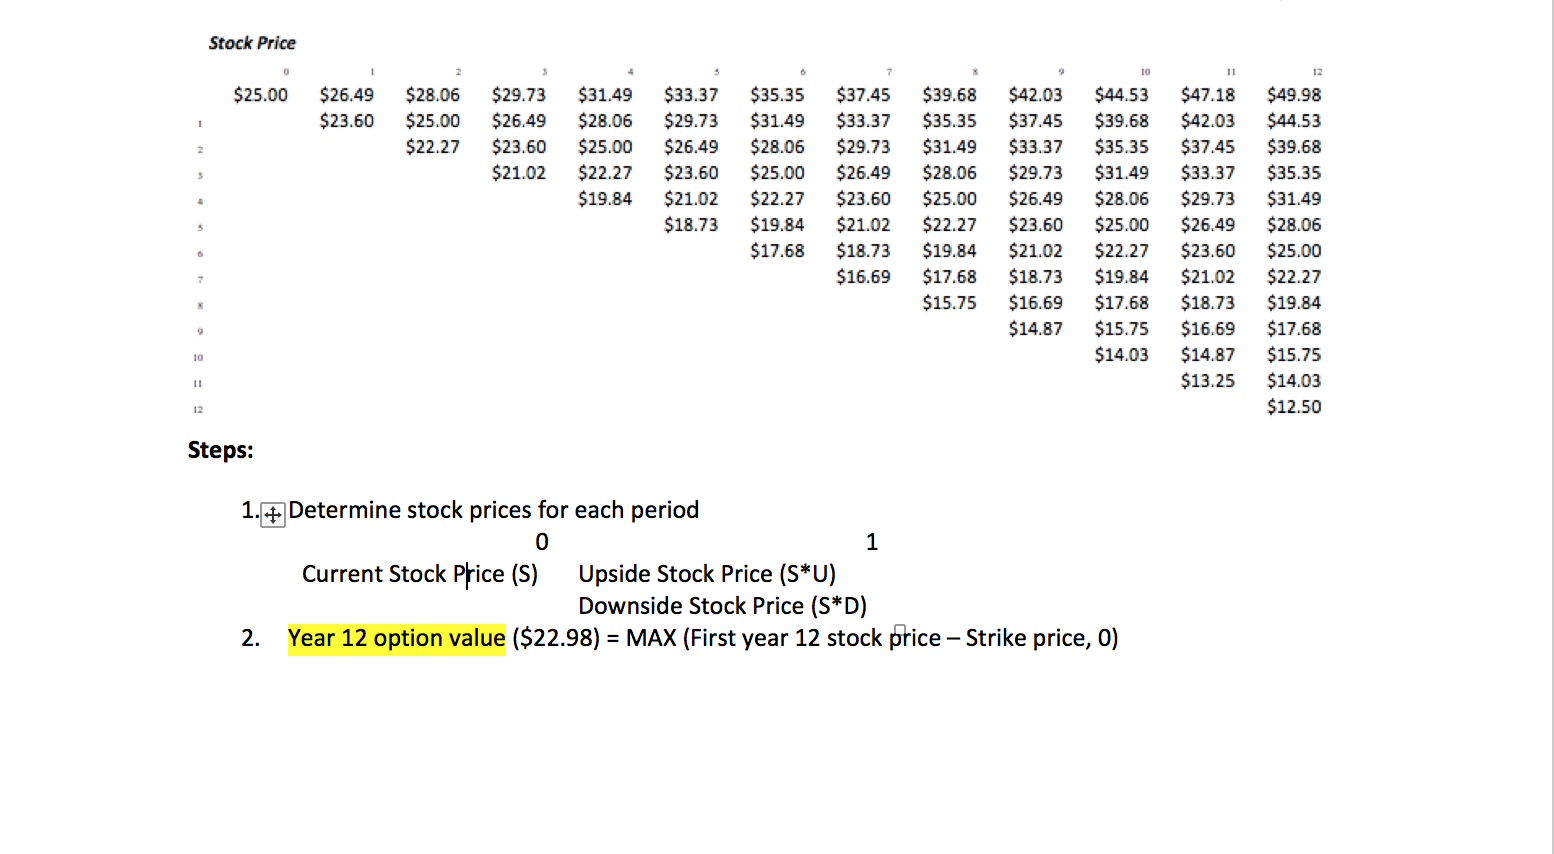 Stock Price
0 1 2 3 4 5 6 7 8 9 10 11 12
$25.00 $26.49 $28.06 $29.73 $31.49 $33.37 $35.35 $37.45 $39.68 $42.03 $44.53 $47.18 $49.98
1 $23.60 $25.00 $26.49 $28.06 $29.73 $31.49 $33.37 $35.35 $37.45 $39.68 $42.03 $44.53
2 $22.27 $23.60 $25.00 $26.49 $28.06 $29.73 $31.49 $33.37 $35.35 $37.45 $39.68
3 $21.02 $22.27 $23.60 $25.00 $26.49 $28.06 $29.73 $31.49 $33.37 $35.35
4 $19.84 $21.02 $22.27 $23.60 $25.00 $26.49 $28.06 $29.73 $31.49
5 $18.73 $19.84 $21.02 $22.27 $23.60 $25.00 $26.49 $28.06
6 $17.68 $18.73 $19.84 $21.02 $22.27 $23.60 $25.00
7 $16.69 $17.68 $18.73 $19.84 $21.02 $22.27
8 $15.75 $16.69 $17.68 $18.73 $19.84
9 $14.87 $15.75 $16.69 $17.68
10 $14.03 $14.87 $15.75
11 $13.25 $14.03
12 $12.50
Steps:
1. Determine stock prices for each period
0 1
Current Stock Price (S) Upside Stock Price (S*U)
Downside Stock Price (S*D)
2. Year 12 option value ($22.98) = MAX (First year 12 stock price – Strike price, 0)